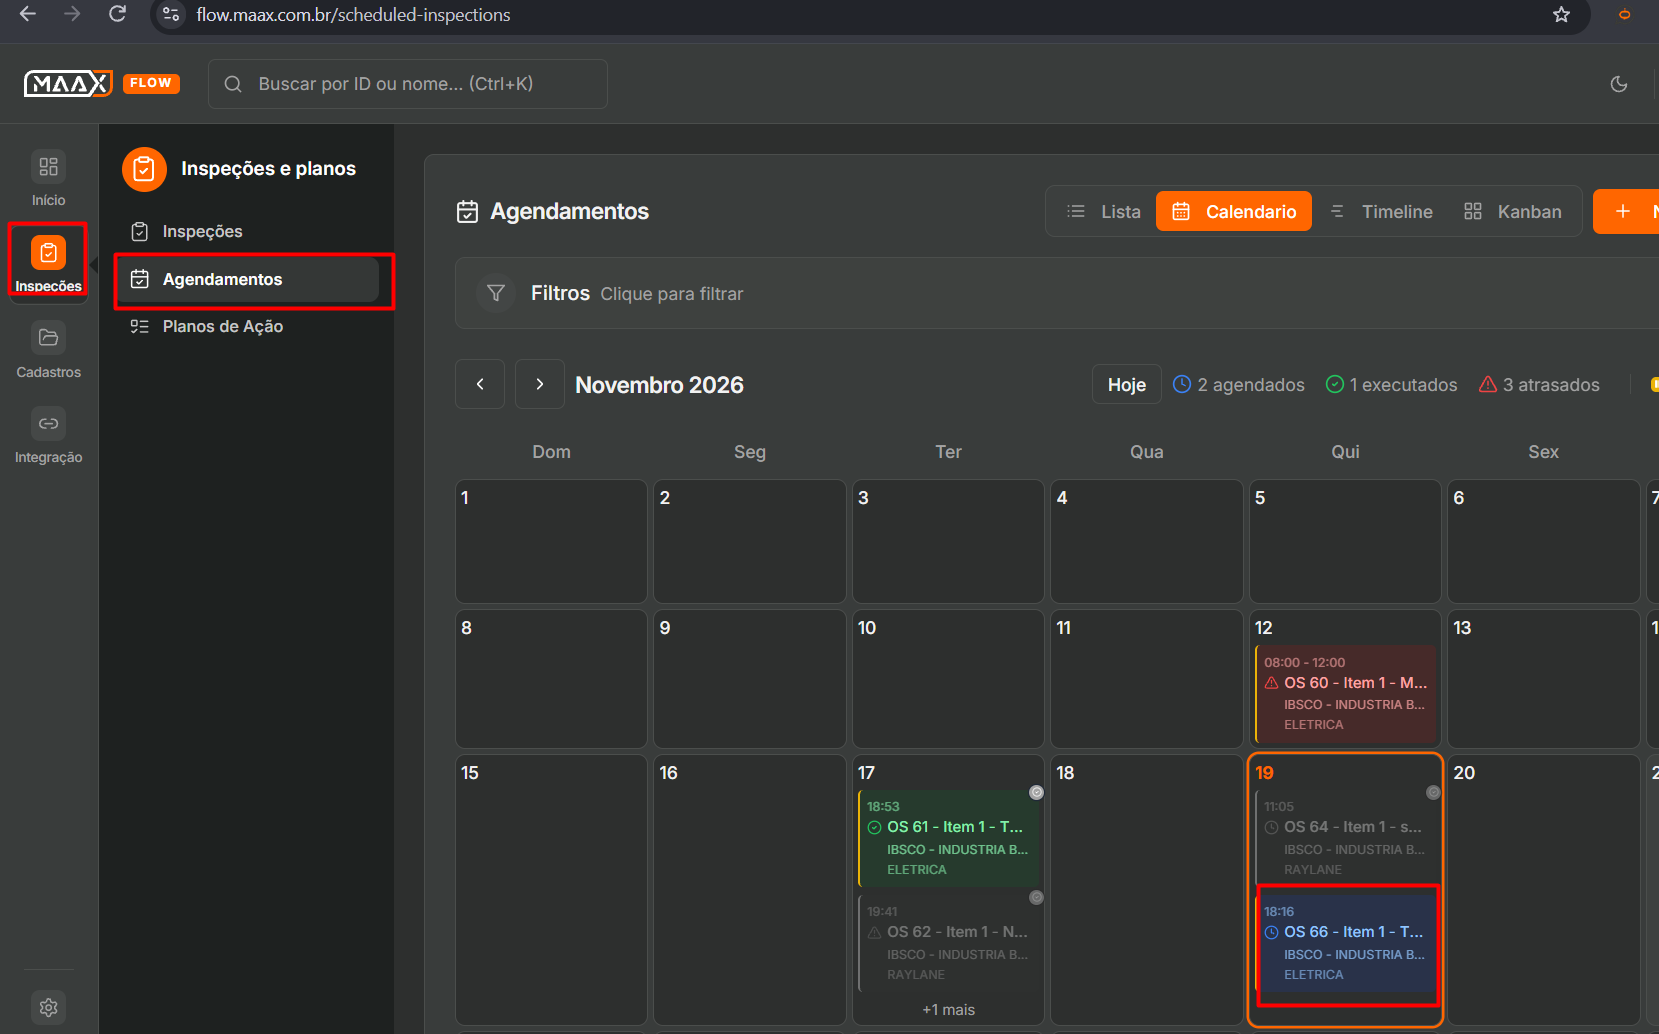 flow.maax.com.br/scheduled-inspections
MAAX FLOW
Buscar por ID ou nome... (Ctrl+K)
Início
Inspeções
Cadastros
Integração
Inspeções e planos
Inspeções
Agendamentos
Planos de Ação
Agendamentos
Lista
Calendario
Timeline
Kanban
Filtros Clique para filtrar
Novembro 2026
Hoje
2 agendados
1 executados
3 atrasados
Dom Seg Ter Qua Qui Sex
1 2 3 4 5 6 7
8 9 10 11 12 13
08:00 - 12:00
OS 60 - Item 1 - M...
IBSCO - INDUSTRIA B...
ELETRICA
15 16 17 18 19 20
18:53
OS 61 - Item 1 - T...
IBSCO - INDUSTRIA B...
ELETRICA
19:41
OS 62 - Item 1 - N...
IBSCO - INDUSTRIA B...
RAYLANE
+1 mais
11:05
OS 64 - Item 1 - s...
IBSCO - INDUSTRIA B...
RAYLANE
18:16
OS 66 - Item 1 - T...
IBSCO - INDUSTRIA B...
ELETRICA